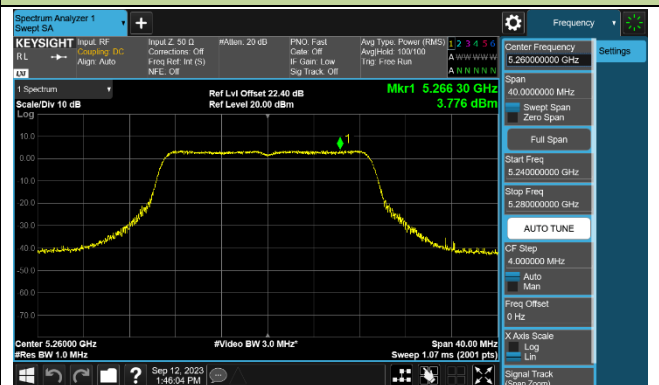 Spectrum Analyzer 1
Swept SA
+
Frequency
KEYSIGHT Input: RF
RL Coupling: DC
Align: Auto
LXI
Input Z: 50 Ω
Corrections: Off
Freq Ref: Int (S)
NFE: Off
#Atten: 20 dB
PNO: Fast
Gate: Off
IF Gain: Low
Sig Track: Off
Avg Type: Power (RMS)
Avg|Hold: 100/100
Trig: Free Run
1 2 3 4 5 6
A W W W W W
A N N N N N
1 Spectrum
Scale/Div 10 dB
Log
Ref Lvl Offset 22.40 dB
Ref Level 20.00 dBm
Mkr1 5.266 30 GHz
3.776 dBm
1
10.0
0.00
-10.0
-20.0
-30.0
-40.0
-50.0
-60.0
-70.0
Center 5.26000 GHz
#Res BW 1.0 MHz
#Video BW 3.0 MHz*
Span 40.00 MHz
Sweep 1.07 ms (2001 pts)
Sep 12, 2023
1:46:04 PM
Center Frequency
5.260000000 GHz
Settings
Span
40.0000000 MHz
Swept Span
Zero Span
Full Span
Start Freq
5.240000000 GHz
Stop Freq
5.280000000 GHz
AUTO TUNE
CF Step
4.000000 MHz
Auto
Man
Freq Offset
0 Hz
X Axis Scale
Log
Lin
Signal Track
(Span Zoom)